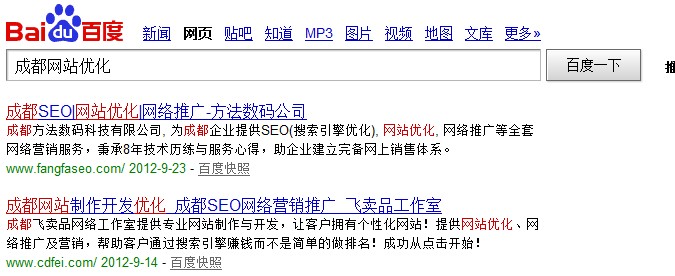 Bai du 百度 新闻 网页 贴吧 知道 MP3 图片 视频 地图 文库 更多»
成都网站优化 百度一下
成都SEO|网站优化|网络推广-方法数码公司
成都方法数码科技有限公司, 为成都企业提供SEO(搜索引擎优化), 网站优化, 网络推广等全套
网络营销服务，秉承8年技术历练与服务心得，助企业建立完备网上销售体系。
www.fangfaseo.com/ 2012-9-23 - 百度快照
成都网站制作开发优化_成都SEO网络营销推广_飞卖品工作室
成都飞卖品网络工作室提供专业网站制作与开发，让客户拥有个性化网站！提供网站优化、网
络推广及营销，帮助客户通过搜索引擎赚钱而不是简单的做排名！成功从点击开始！
www.cdfei.com/ 2012-9-14 - 百度快照